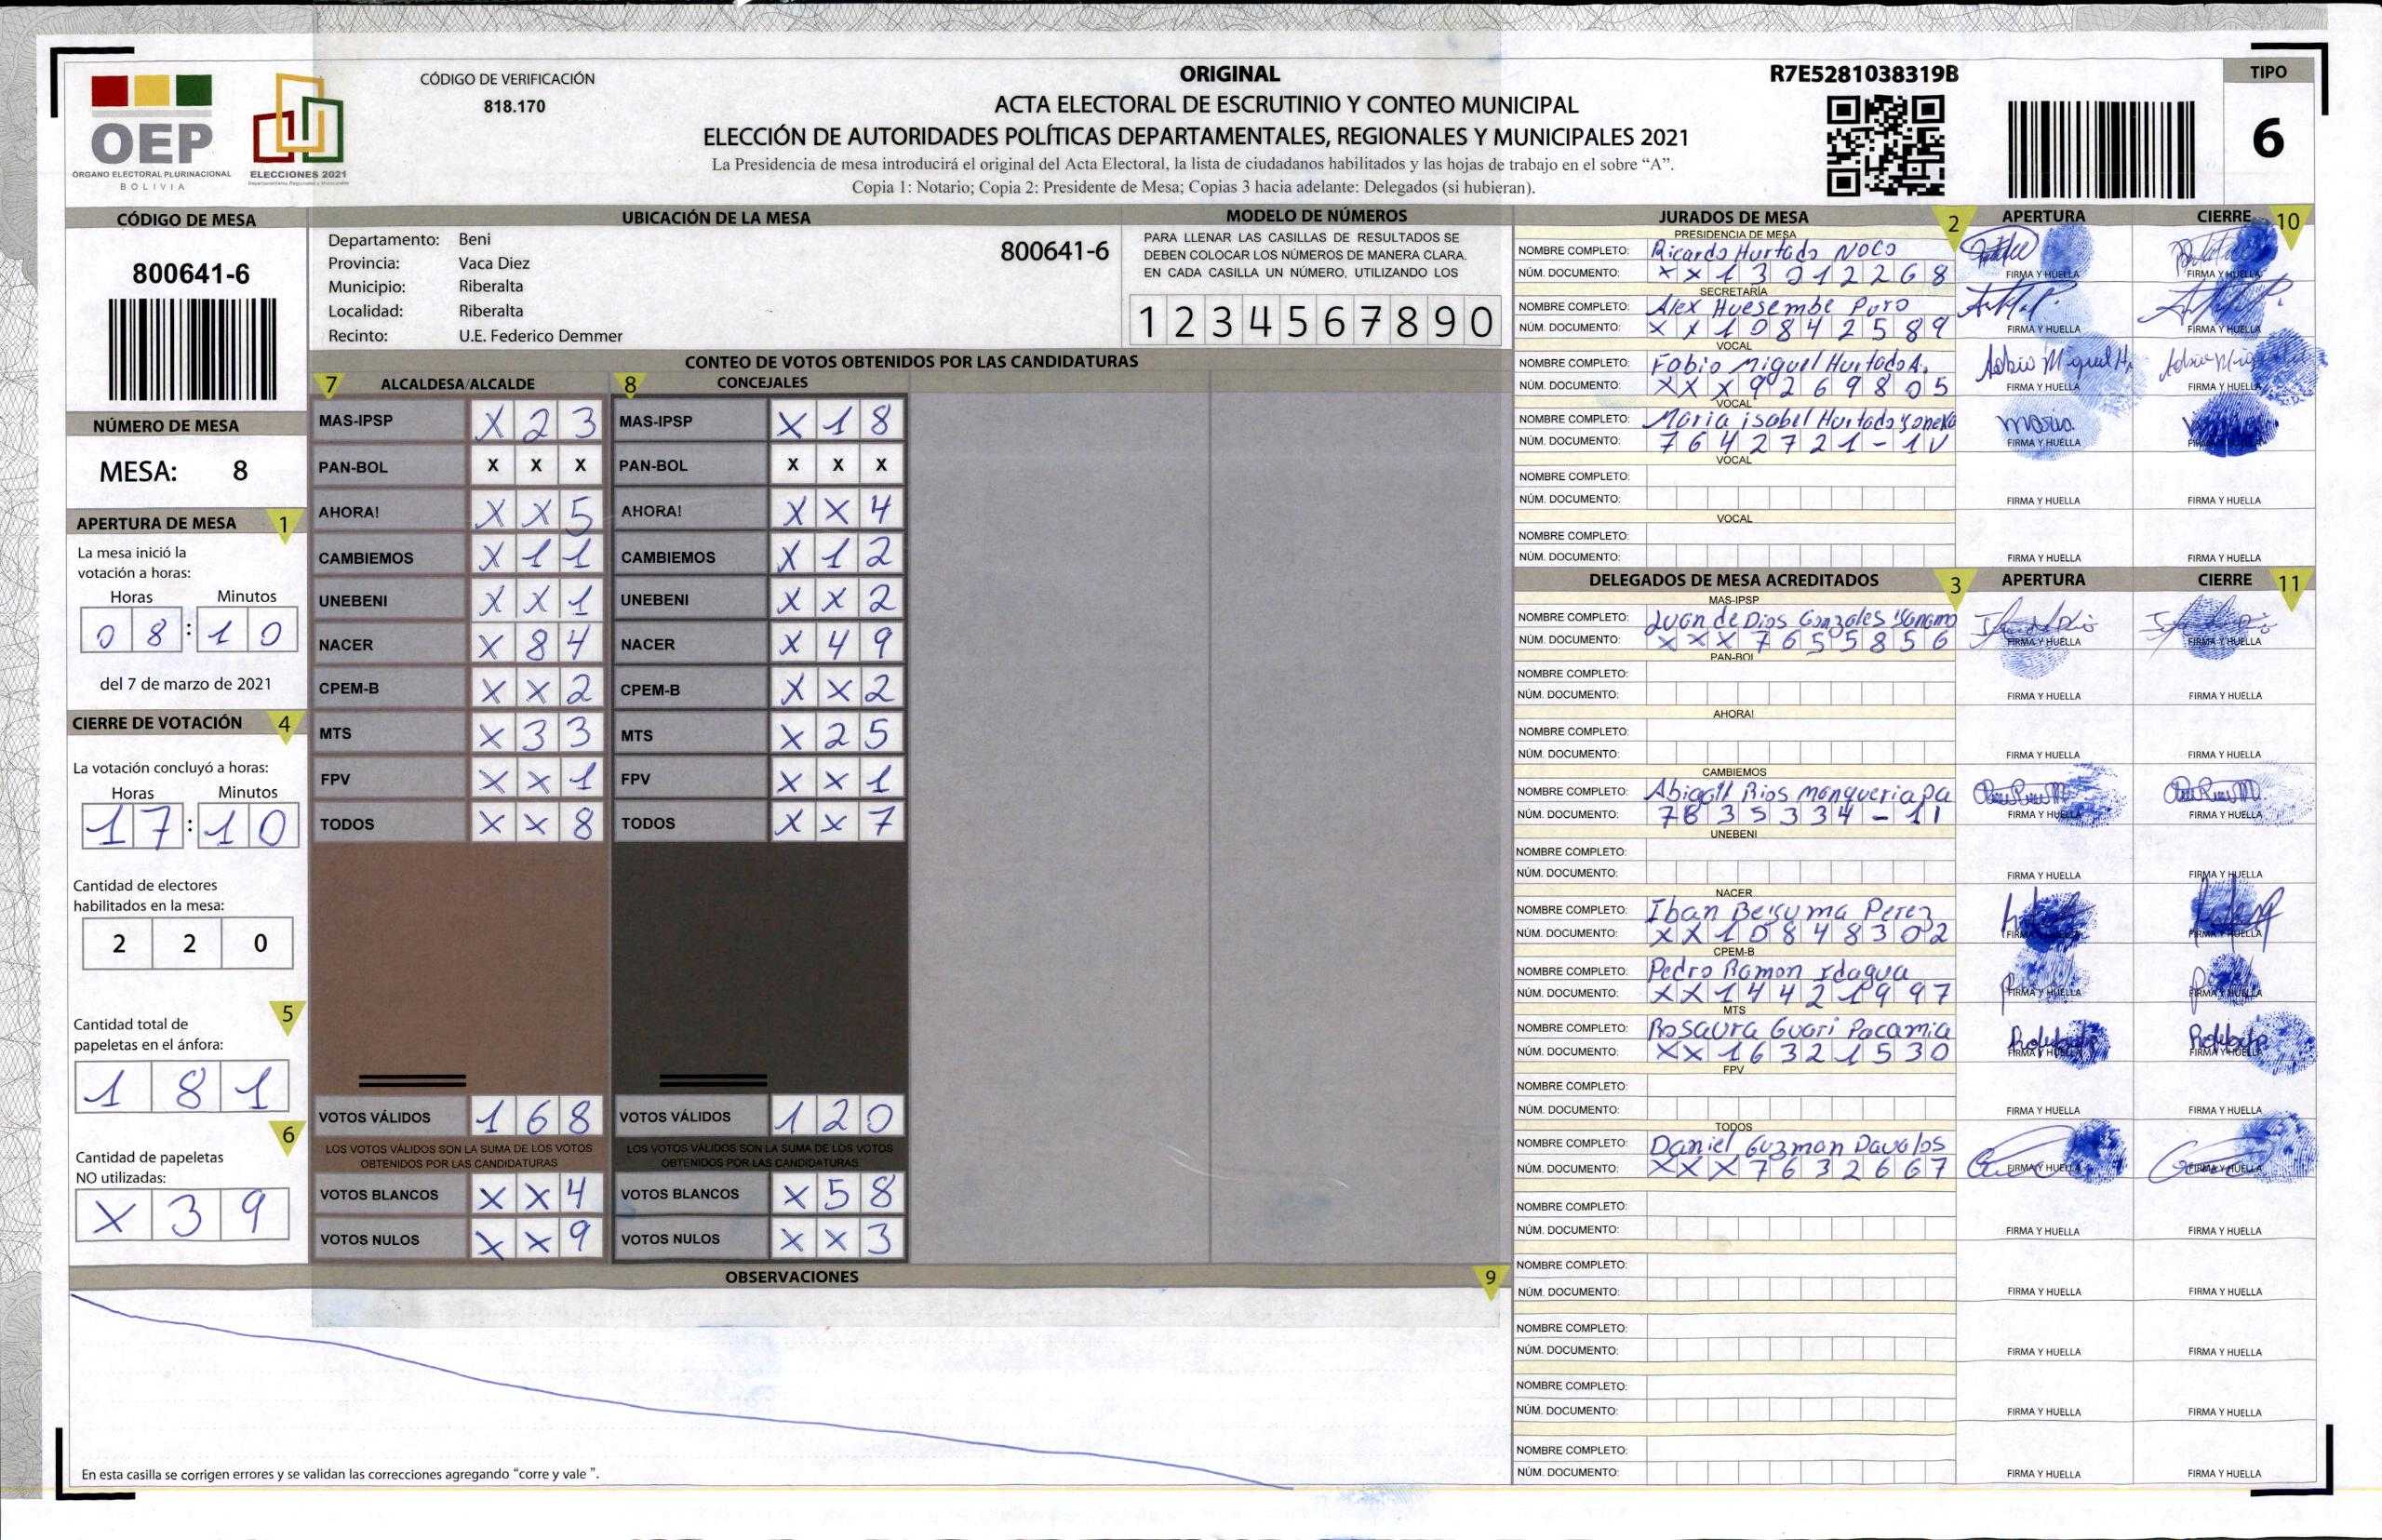 OEP
ÓRGANO ELECTORAL PLURINACIONAL
BOLIVIA
ELECCIONES 2021
CÓDIGO DE VERIFICACIÓN
818.170
ORIGINAL
ACTA ELECTORAL DE ESCRUTINIO Y CONTEO MUNICIPAL
ELECCIÓN DE AUTORIDADES POLÍTICAS DEPARTAMENTALES, REGIONALES Y MUNICIPALES 2021
La Presidencia de mesa introducirá el original del Acta Electoral, la lista de ciudadanos habilitados y las hojas de trabajo en el sobre “A”.
Copia 1: Notario; Copia 2: Presidente de Mesa; Copias 3 hacia adelante: Delegados (si hubieran).
R7E5281038319B
TIPO
6
CÓDIGO DE MESA
800641-6
NÚMERO DE MESA
MESA: 8
APERTURA DE MESA 1
La mesa inició la
votación a horas:
Horas Minutos
0 8 : 1 0
del 7 de marzo de 2021
CIERRE DE VOTACIÓN 4
La votación concluyó a horas:
Horas Minutos
1 7 : 1 0
Cantidad de electores
habilitados en la mesa:
2 2 0
5
Cantidad total de
papeletas en el ánfora:
1 8 1
6
Cantidad de papeletas
NO utilizadas:
X 3 9
UBICACIÓN DE LA MESA
Departamento: Beni
800641-6
Provincia: Vaca Diez
Municipio: Riberalta
Localidad: Riberalta
Recinto: U.E. Federico Demmer
MODELO DE NÚMEROS
PARA LLENAR LAS CASILLAS DE RESULTADOS SE
DEBEN COLOCAR LOS NÚMEROS DE MANERA CLARA.
EN CADA CASILLA UN NÚMERO, UTILIZANDO LOS
1 2 3 4 5 6 7 8 9 0
CONTEO DE VOTOS OBTENIDOS POR LAS CANDIDATURAS
7 ALCALDESA/ALCALDE 8 CONCEJALES
MAS-IPSP X 2 3 MAS-IPSP X 1 8
PAN-BOL X X X PAN-BOL X X X
AHORA! X X 5 AHORA! X X 4
CAMBIEMOS X 1 1 CAMBIEMOS X 1 2
UNEBENI X X 1 UNEBENI X X 2
NACER X 8 4 NACER X 4 9
CPEM-B X X 2 CPEM-B X X 2
MTS X 3 3 MTS X 2 5
FPV X X 1 FPV X X 1
TODOS X X 8 TODOS X X 7
VOTOS VÁLIDOS 1 6 8 VOTOS VÁLIDOS 1 2 0
LOS VOTOS VÁLIDOS SON LA SUMA DE LOS VOTOS LOS VOTOS VÁLIDOS SON LA SUMA DE LOS VOTOS
OBTENIDOS POR LAS CANDIDATURAS OBTENIDOS POR LAS CANDIDATURAS
VOTOS BLANCOS X X 4 VOTOS BLANCOS X 5 8
VOTOS NULOS X X 9 VOTOS NULOS X X 3
OBSERVACIONES 9
En esta casilla se corrigen errores y se validan las correcciones agregando “corre y vale ”.
JURADOS DE MESA 2 APERTURA CIERRE 10
PRESIDENCIA DE MESA
NOMBRE COMPLETO: Ricardo Hurtado Noco
NÚM. DOCUMENTO: X X 1 3 9 1 2 2 6 8 FIRMA Y HUELLA FIRMA Y HUELLA
SECRETARÍA
NOMBRE COMPLETO: Alex Huesembe Puro
NÚM. DOCUMENTO: X X 1 0 8 4 2 5 8 9 FIRMA Y HUELLA FIRMA Y HUELLA
VOCAL
NOMBRE COMPLETO: Fabio Miguel Hurtado A.
NÚM. DOCUMENTO: X X X 9 2 6 9 8 0 5 FIRMA Y HUELLA FIRMA Y HUELLA
VOCAL
NOMBRE COMPLETO: Maria isabel Hurtado
NÚM. DOCUMENTO: 7 6 4 2 7 2 1 - 1 V FIRMA Y HUELLA
VOCAL
NOMBRE COMPLETO:
NÚM. DOCUMENTO: FIRMA Y HUELLA FIRMA Y HUELLA
VOCAL
NOMBRE COMPLETO:
NÚM. DOCUMENTO: FIRMA Y HUELLA FIRMA Y HUELLA
DELEGADOS DE MESA ACREDITADOS 3 APERTURA CIERRE 11
MAS-IPSP
NOMBRE COMPLETO: Juan de Dios Gonzales
NÚM. DOCUMENTO: X X X 7 6 5 5 8 5 6 FIRMA Y HUELLA FIRMA Y HUELLA
PAN-BOL
NOMBRE COMPLETO:
NÚM. DOCUMENTO: FIRMA Y HUELLA FIRMA Y HUELLA
AHORA!
NOMBRE COMPLETO:
NÚM. DOCUMENTO: FIRMA Y HUELLA FIRMA Y HUELLA
CAMBIEMOS
NOMBRE COMPLETO: Abigail Rios Manqueriapa
NÚM. DOCUMENTO: 7 6 3 5 3 3 4 - 1 I FIRMA Y HUELLA FIRMA Y HUELLA
UNEBENI
NOMBRE COMPLETO:
NÚM. DOCUMENTO: FIRMA Y HUELLA FIRMA Y HUELLA
NACER
NOMBRE COMPLETO: Iban Beyuma Perez
NÚM. DOCUMENTO: X X 1 0 8 4 8 3 0 2 FIRMA Y HUELLA
CPEM-B
NOMBRE COMPLETO: Pedro Ramon Idagua
NÚM. DOCUMENTO: X X 1 4 4 2 1 9 9 7 FIRMA Y HUELLA FIRMA Y HUELLA
MTS
NOMBRE COMPLETO: Rosaura Guari Pacamia
NÚM. DOCUMENTO: X X 1 6 3 2 1 5 3 0 FIRMA Y HUELLA FIRMA Y HUELLA
FPV
NOMBRE COMPLETO:
NÚM. DOCUMENTO: FIRMA Y HUELLA FIRMA Y HUELLA
TODOS
NOMBRE COMPLETO: Daniel Guzman Davalos
NÚM. DOCUMENTO: X X X 7 6 3 2 6 6 7 FIRMA Y HUELLA FIRMA Y HUELLA
NOMBRE COMPLETO:
NÚM. DOCUMENTO: FIRMA Y HUELLA FIRMA Y HUELLA
NOMBRE COMPLETO:
NÚM. DOCUMENTO: FIRMA Y HUELLA FIRMA Y HUELLA
NOMBRE COMPLETO:
NÚM. DOCUMENTO: FIRMA Y HUELLA FIRMA Y HUELLA
NOMBRE COMPLETO:
NÚM. DOCUMENTO: FIRMA Y HUELLA FIRMA Y HUELLA
NOMBRE COMPLETO:
NÚM. DOCUMENTO: FIRMA Y HUELLA FIRMA Y HUELLA